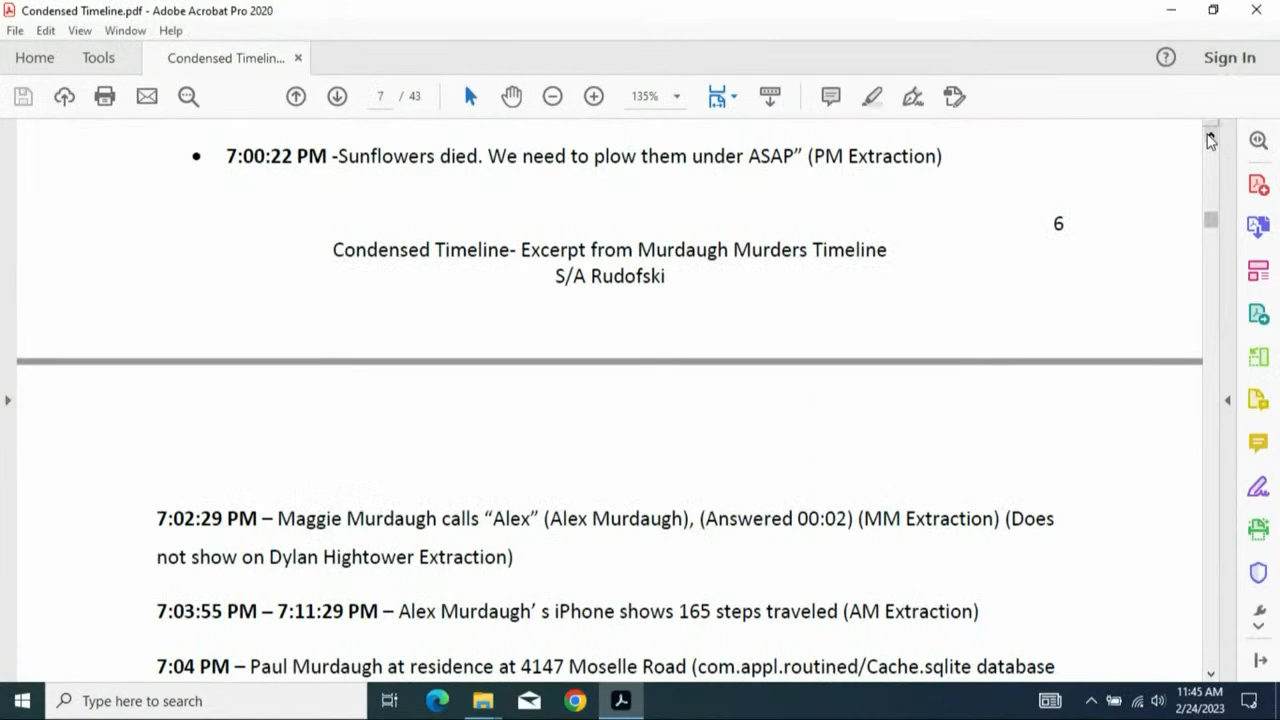 Condensed Timeline.pdf - Adobe Acrobat Pro 2020
File Edit View Window Help
Home Tools Condensed Timelin... ×
? Sign In
7 / 43 135%
• 7:00:22 PM -Sunflowers died. We need to plow them under ASAP” (PM Extraction)
6
Condensed Timeline- Excerpt from Murdaugh Murders Timeline
S/A Rudofski
7:02:29 PM – Maggie Murdaugh calls “Alex” (Alex Murdaugh), (Answered 00:02) (MM Extraction) (Does
not show on Dylan Hightower Extraction)
7:03:55 PM – 7:11:29 PM – Alex Murdaugh’ s iPhone shows 165 steps traveled (AM Extraction)
7:04 PM – Paul Murdaugh at residence at 4147 Moselle Road (com.appl.routined/Cache.sqlite database
Type here to search
11:45 AM
2/24/2023